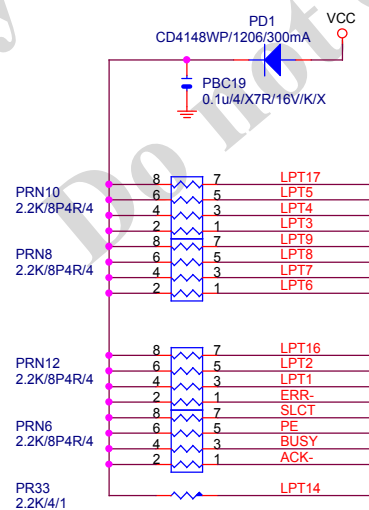 PD1
CD4148WP/1206/300mA
VCC
PBC19
0.1u/4/X7R/16V/K/X
PRN10
2.2K/8P4R/4
8 7 LPT17
6 5 LPT5
4 3 LPT4
2 1 LPT3
PRN8
2.2K/8P4R/4
8 7 LPT9
6 5 LPT8
4 3 LPT7
2 1 LPT6
PRN12
2.2K/8P4R/4
8 7 LPT16
6 5 LPT2
4 3 LPT1
2 1 ERR-
PRN6
2.2K/8P4R/4
8 7 SLCT
6 5 PE
4 3 BUSY
2 1 ACK-
PR33
2.2K/4/1
LPT14
Do not